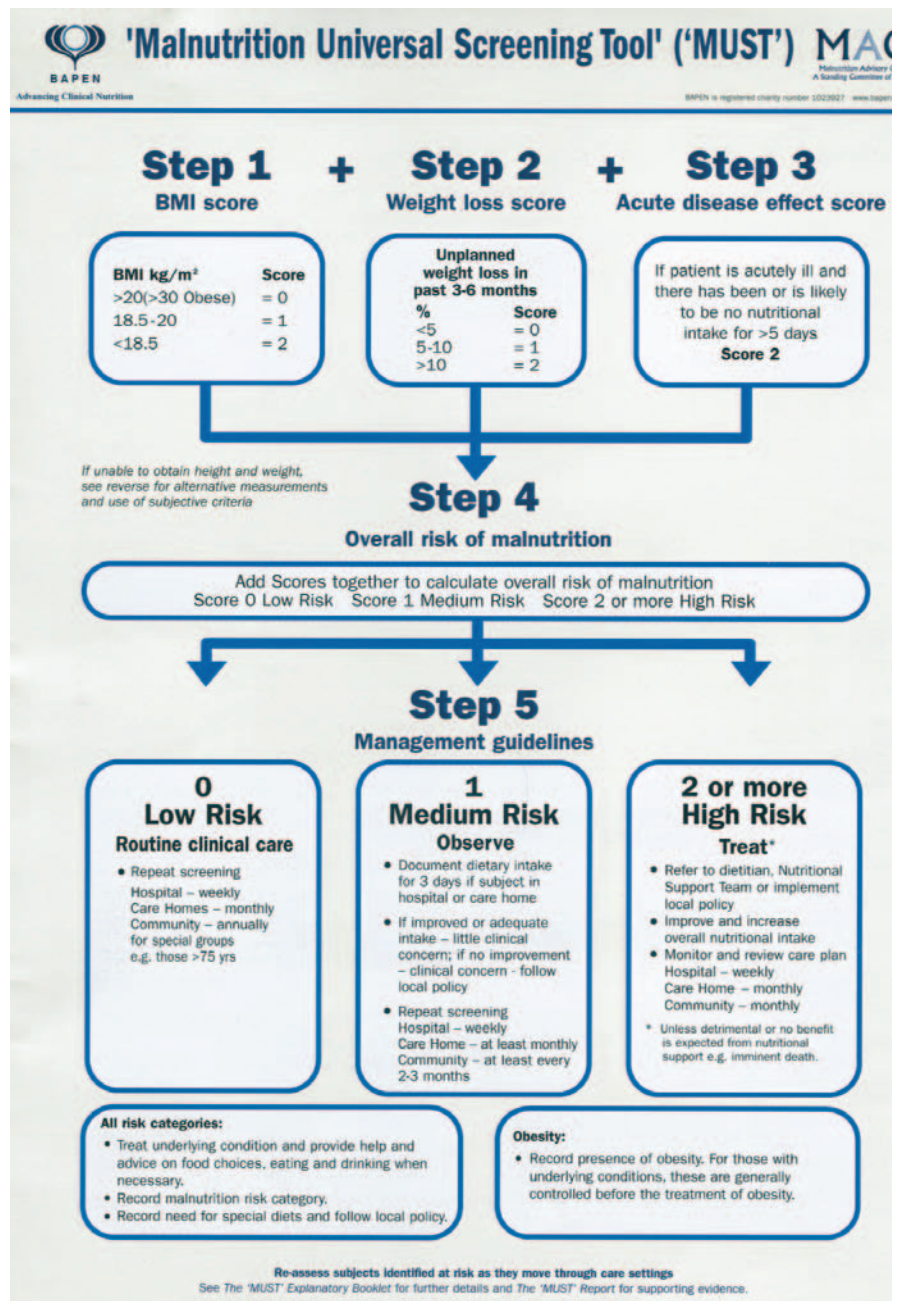 'Malnutrition Universal Screening Tool' ('MUST')
BAPEN
Advancing Clinical Nutrition
Malnutrition Advisory
A Standing Committee of
BAPEN is registered charity number 1023927
Step 1 + Step 2 + Step 3
BMI score
Weight loss score
Acute disease effect score
BMI kg/m² Score
>20(>30 Obese) = 0
18.5-20 = 1
<18.5 = 2
Unplanned
weight loss in
past 3-6 months
% Score
<5 = 0
5-10 = 1
>10 = 2
If patient is acutely ill and
there has been or is likely
to be no nutritional
intake for >5 days
Score 2
If unable to obtain height and weight,
see reverse for alternative measurements
and use of subjective criteria
Step 4
Overall risk of malnutrition
Add Scores together to calculate overall risk of malnutrition
Score 0 Low Risk Score 1 Medium Risk Score 2 or more High Risk
Step 5
Management guidelines
0
Low Risk
Routine clinical care
• Repeat screening
Hospital – weekly
Care Homes – monthly
Community – annually
for special groups
e.g. those >75 yrs
1
Medium Risk
Observe
• Document dietary intake
for 3 days if subject in
hospital or care home
• If improved or adequate
intake – little clinical
concern; if no improvement
– clinical concern - follow
local policy
• Repeat screening
Hospital – weekly
Care Home – at least monthly
Community – at least every
2-3 months
2 or more
High Risk
Treat*
• Refer to dietitian, Nutritional
Support Team or implement
local policy
• Improve and increase
overall nutritional intake
• Monitor and review care plan
Hospital – weekly
Care Home – monthly
Community – monthly
* Unless detrimental or no benefit
is expected from nutritional
support e.g. imminent death.
All risk categories:
• Treat underlying condition and provide help and
advice on food choices, eating and drinking when
necessary.
• Record malnutrition risk category.
• Record need for special diets and follow local policy.
Obesity:
• Record presence of obesity. For those with
underlying conditions, these are generally
controlled before the treatment of obesity.
Re-assess subjects identified at risk as they move through care settings
See The 'MUST' Explanatory Booklet for further details and The 'MUST' Report for supporting evidence.